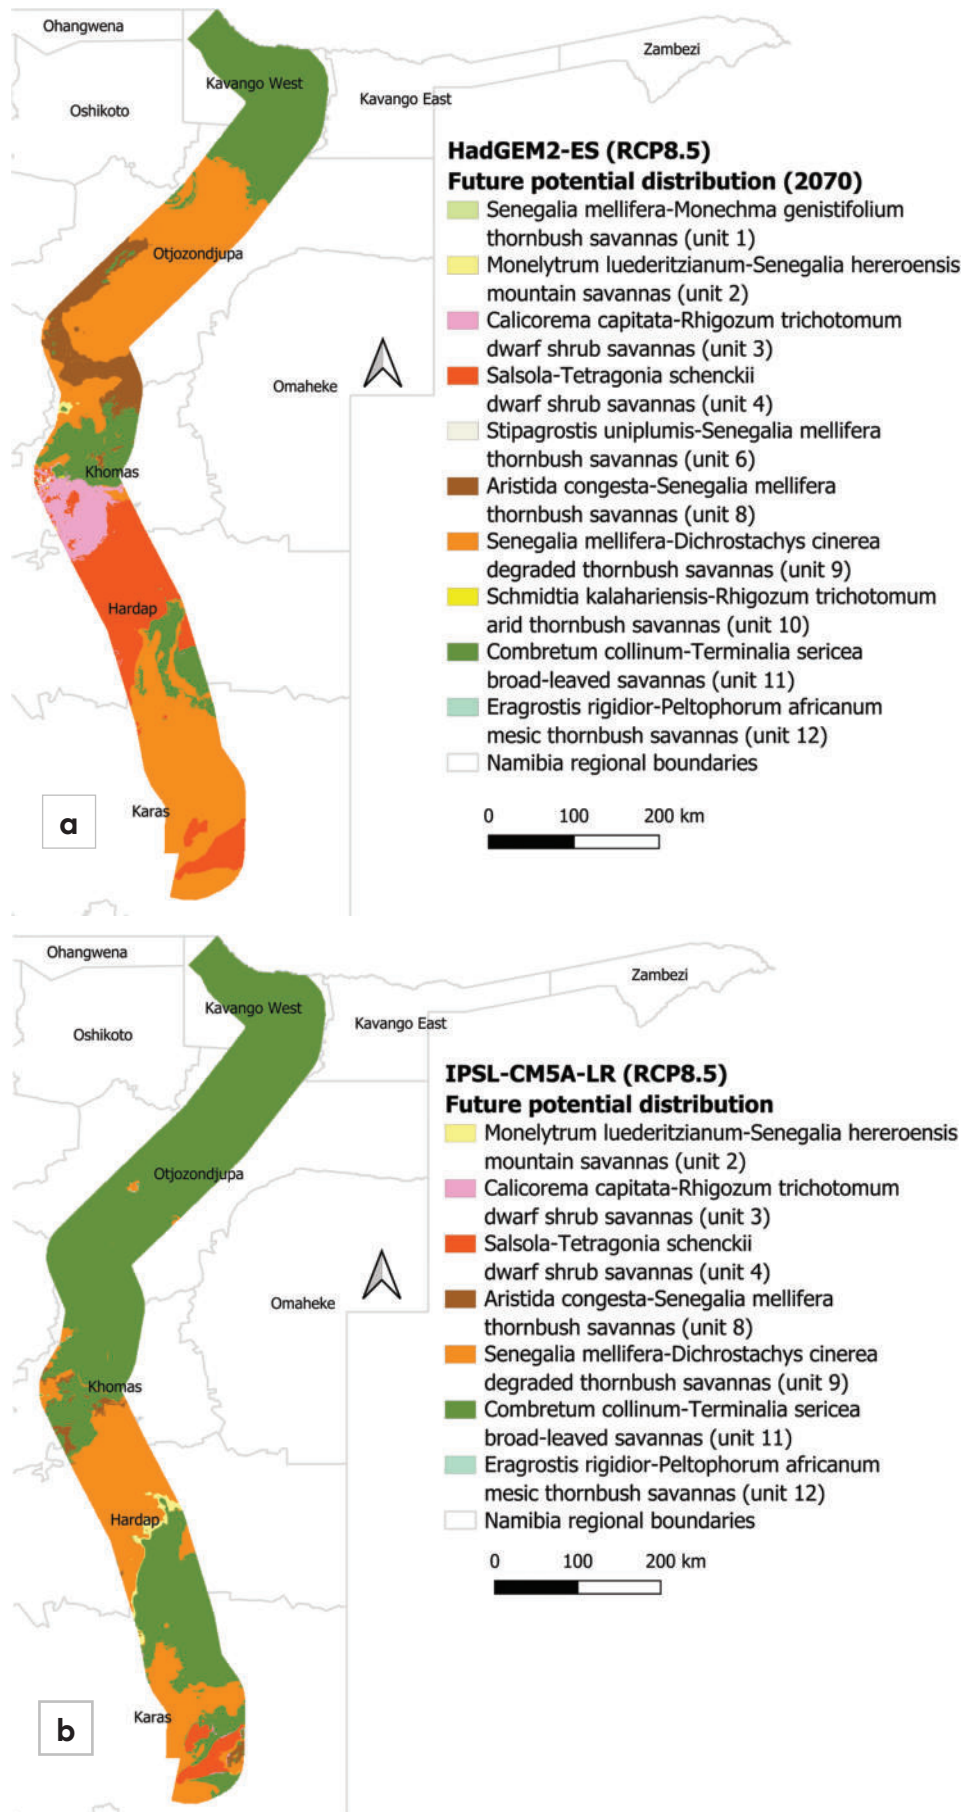 Ohangwena
Zambezi
Kavango West
Kavango East
Oshikoto
HadGEM2-ES (RCP8.5)
Future potential distribution (2070)
Senegalia mellifera-Monechma genistifolium
thornbush savannas (unit 1)
Monelytrum luederitzianum-Senegalia hereroensis
mountain savannas (unit 2)
Calicorema capitata-Rhigozum trichotomum
dwarf shrub savannas (unit 3)
Salsola-Tetragonia schenckii
dwarf shrub savannas (unit 4)
Stipagrostis uniplumis-Senegalia mellifera
thornbush savannas (unit 6)
Aristida congesta-Senegalia mellifera
thornbush savannas (unit 8)
Senegalia mellifera-Dichrostachys cinerea
degraded thornbush savannas (unit 9)
Schmidtia kalahariensis-Rhigozum trichotomum
arid thornbush savannas (unit 10)
Combretum collinum-Terminalia sericea
broad-leaved savannas (unit 11)
Eragrostis rigidior-Peltophorum africanum
mesic thornbush savannas (unit 12)
Namibia regional boundaries
Otjozondjupa
Omaheke
Khomas
Hardap
Karas
0 100 200 km
a
Ohangwena
Zambezi
Kavango West
Kavango East
Oshikoto
IPSL-CM5A-LR (RCP8.5)
Future potential distribution
Monelytrum luederitzianum-Senegalia hereroensis
mountain savannas (unit 2)
Calicorema capitata-Rhigozum trichotomum
dwarf shrub savannas (unit 3)
Salsola-Tetragonia schenckii
dwarf shrub savannas (unit 4)
Aristida congesta-Senegalia mellifera
thornbush savannas (unit 8)
Senegalia mellifera-Dichrostachys cinerea
degraded thornbush savannas (unit 9)
Combretum collinum-Terminalia sericea
broad-leaved savannas (unit 11)
Eragrostis rigidior-Peltophorum africanum
mesic thornbush savannas (unit 12)
Namibia regional boundaries
Otjozondjupa
Omaheke
Khomas
Hardap
0 100 200 km
Karas
b